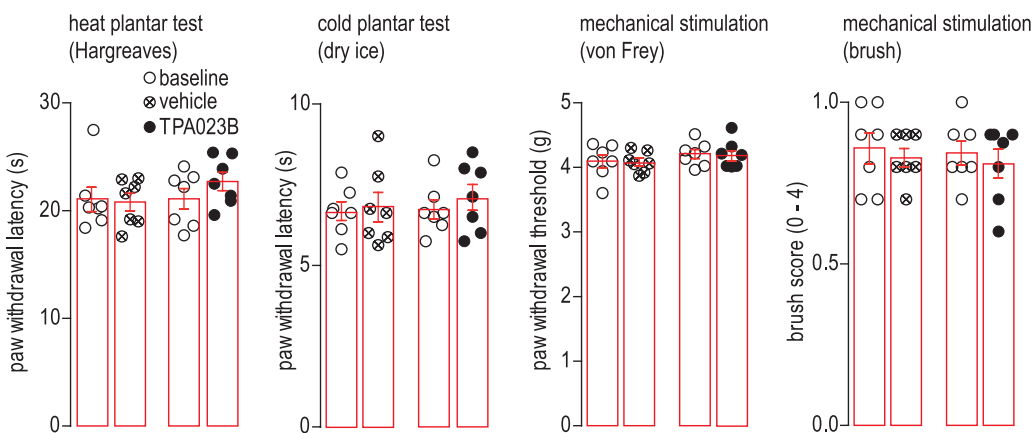 heat plantar test
(Hargreaves)
baseline
vehicle
TPA023B
30
20
10
0
paw withdrawal latency (s)
cold plantar test
(dry ice)
10
5
0
paw withdrawal latency (s)
mechanical stimulation
(von Frey)
5
4
3
2
1
0
paw withdrawal threshold (g)
mechanical stimulation
(brush)
1.0
0.5
0.0
brush score (0 - 4)